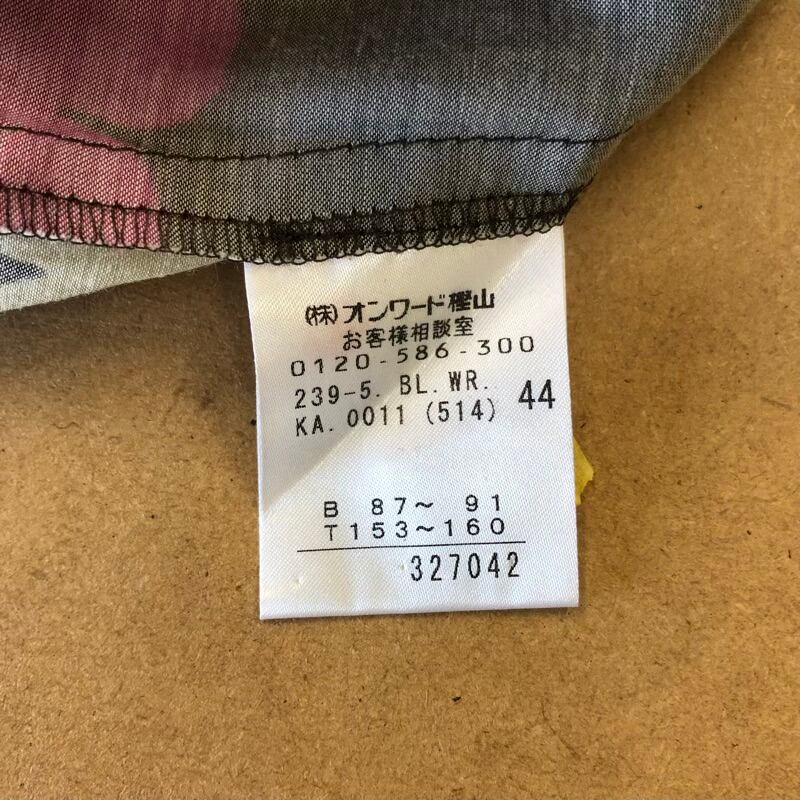 (株)オンワード樫山
お客様相談室
0120-586-300
239-5. BL. WR.
KA. 0011 (514) 44
B 87～ 91
T153～160
327042